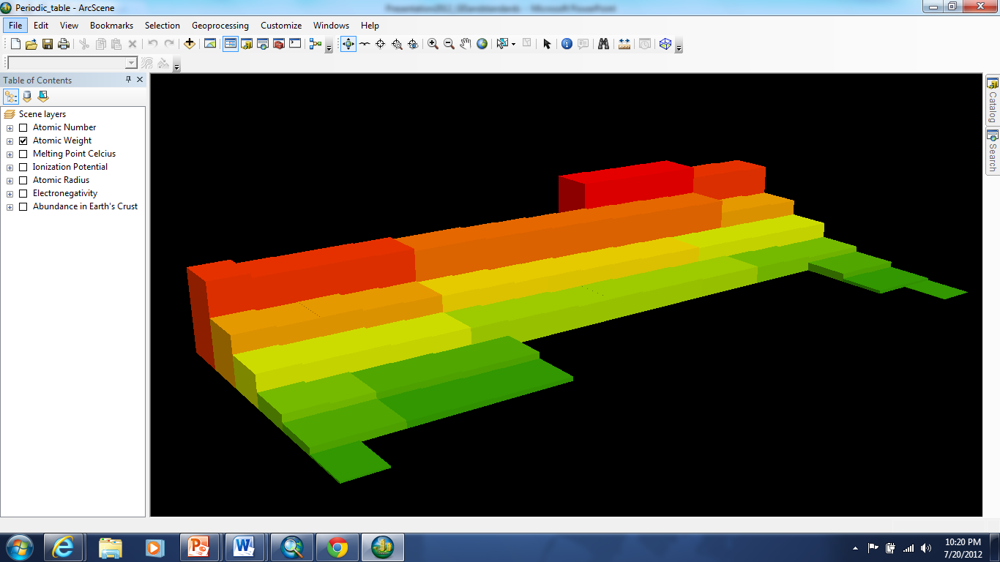 Periodic_table - ArcScene
Presentation2012_3DSandstandards - Microsoft PowerPoint
File Edit View Bookmarks Selection Geoprocessing Customize Windows Help
Table of Contents
Scene layers
Atomic Number
Atomic Weight
Melting Point Celcius
Ionization Potential
Atomic Radius
Electronegativity
Abundance in Earth's Crust
Catalog
Search
10:20 PM
7/20/2012